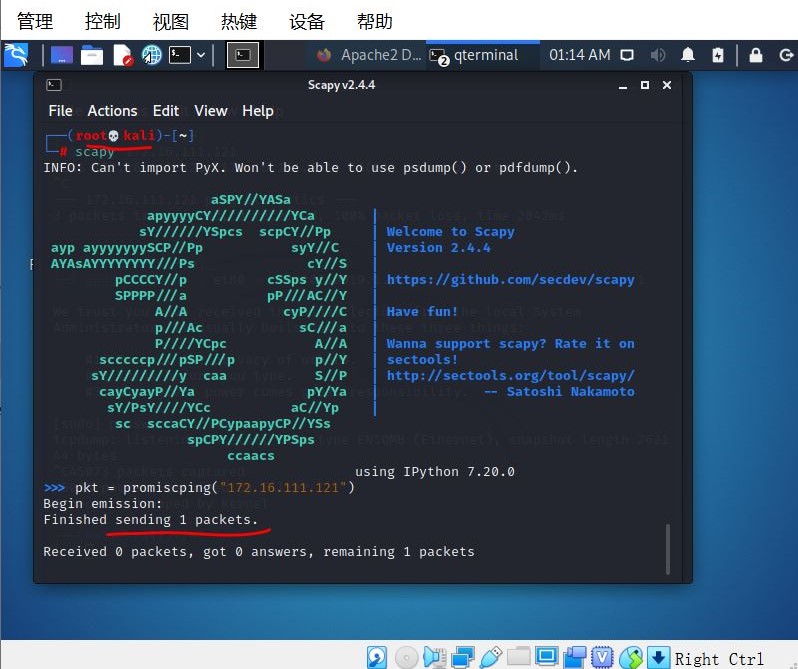 管理 控制 视图 热键 设备 帮助
Apache2 D... 2 qterminal 01:14 AM
Scapy v2.4.4
File Actions Edit View Help
(root💀kali)-[~]
# scapy
INFO: Can't import PyX. Won't be able to use psdump() or pdfdump().
aSPY//YASa
apyyyyCY//////////YCa |
sY//////YSpcs scpCY//Pp | Welcome to Scapy
ayp ayyyyyyySCP//Pp syY//C | Version 2.4.4
AYAsAYYYYYYYY///Ps cY//S |
pCCCCY//p cSSps y//Y | https://github.com/secdev/scapy
SPPPP///a pP///AC//Y |
A//A cyP////C | Have fun!
p///Ac sC///a |
P////YCpc A//A | Wanna support scapy? Rate it on
scccccp///pSP///p p//Y | sectools!
sY/////////y caa S//P | http://sectools.org/tool/scapy/
cayCyayP//Ya pY/Ya | -- Satoshi Nakamoto
sY/PsY////YCc aC//Yp |
sc sccaCY//PCypaapyCP//YSs
spCPY//////YPSps
ccaacs
using IPython 7.20.0
>>> pkt = promiscping("172.16.111.121")
Begin emission:
Finished sending 1 packets.
Received 0 packets, got 0 answers, remaining 1 packets
Right Ctrl